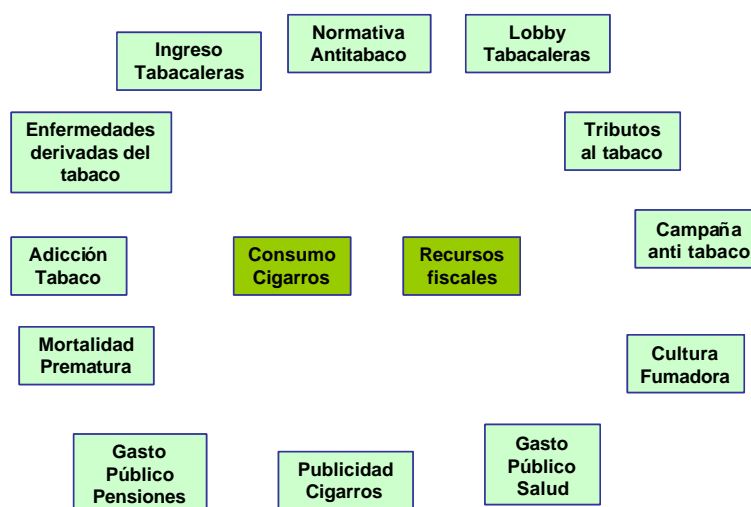 Ingreso
Tabacaleras
Normativa
Antitabaco
Lobby
Tabacaleras
Enfermedades
derivadas del
tabaco
Tributos
al tabaco
Adicción
Tabaco
Consumo
Cigarros
Recursos
fiscales
Campaña
anti tabaco
Mortalidad
Prematura
Cultura
Fumadora
Gasto
Público
Pensiones
Publicidad
Cigarros
Gasto
Público
Salud